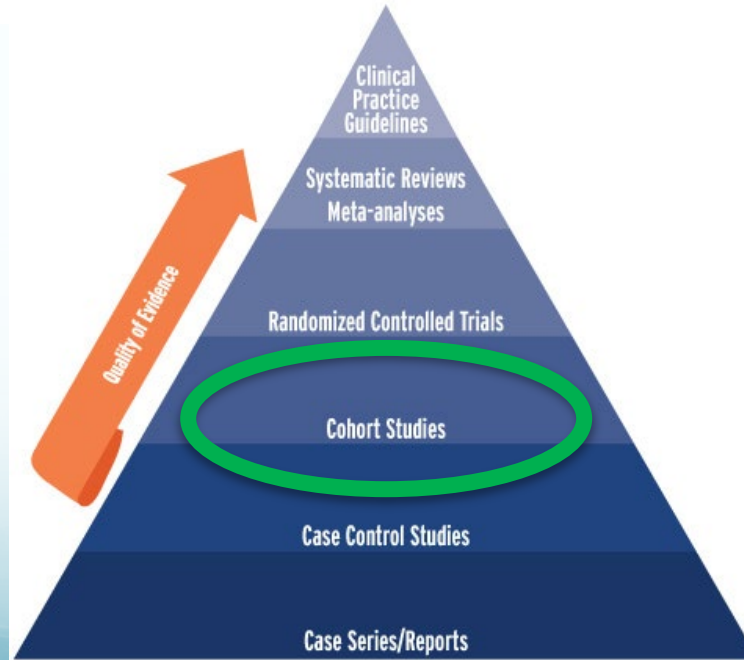 Clinical
Practice
Guidelines
Systematic Reviews
Meta-analyses
Quality of Evidence
Randomized Controlled Trials
Cohort Studies
Case Control Studies
Case Series/Reports